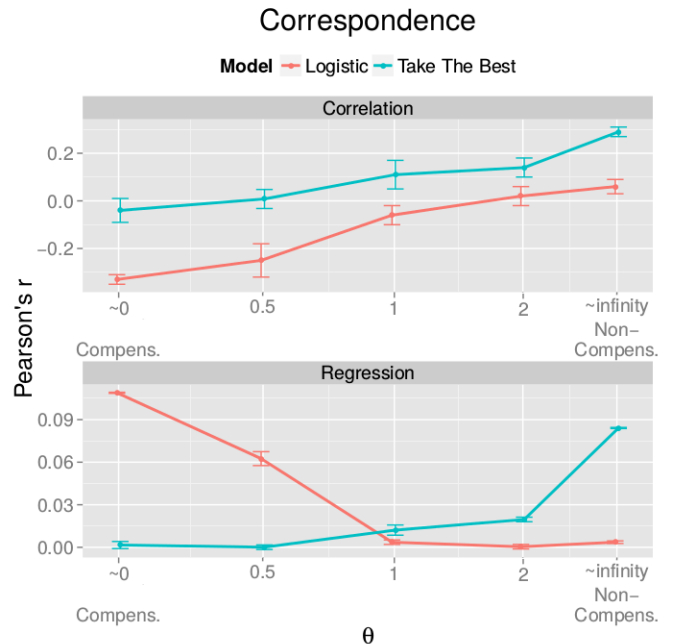 Correspondence
Model Logistic Take The Best
Correlation
0.2
0.0
−0.2
~0 0.5 1 2 ~infinity
Compens. Non−
Compens.
Pearson's r
Regression
0.09
0.06
0.03
0.00
~0 0.5 1 2 ~infinity
Compens. Non−
Compens.
θ